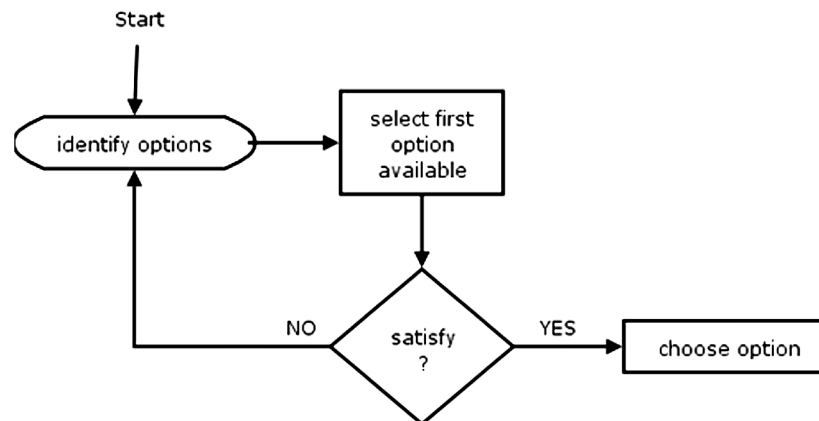 Start
identify options
select first
option
available
NO
satisfy
?
YES
choose option